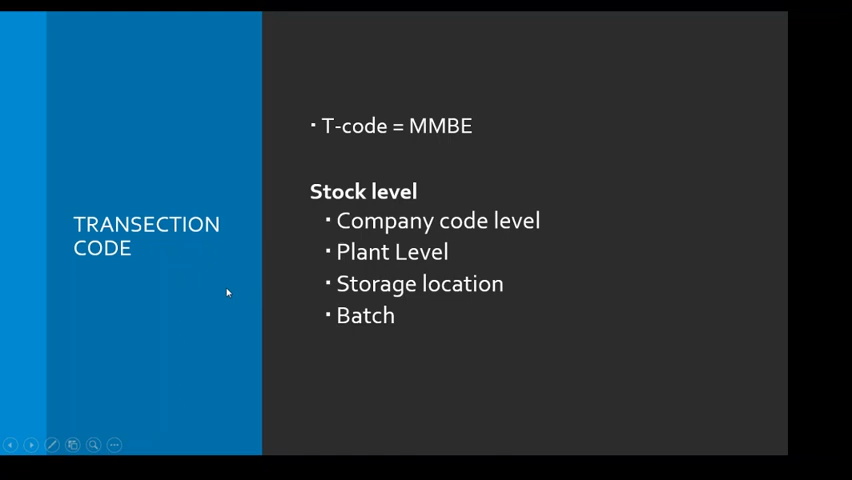 TRANSECTION
CODE
▪ T-code = MMBE
Stock level
▪ Company code level
▪ Plant Level
▪ Storage location
▪ Batch